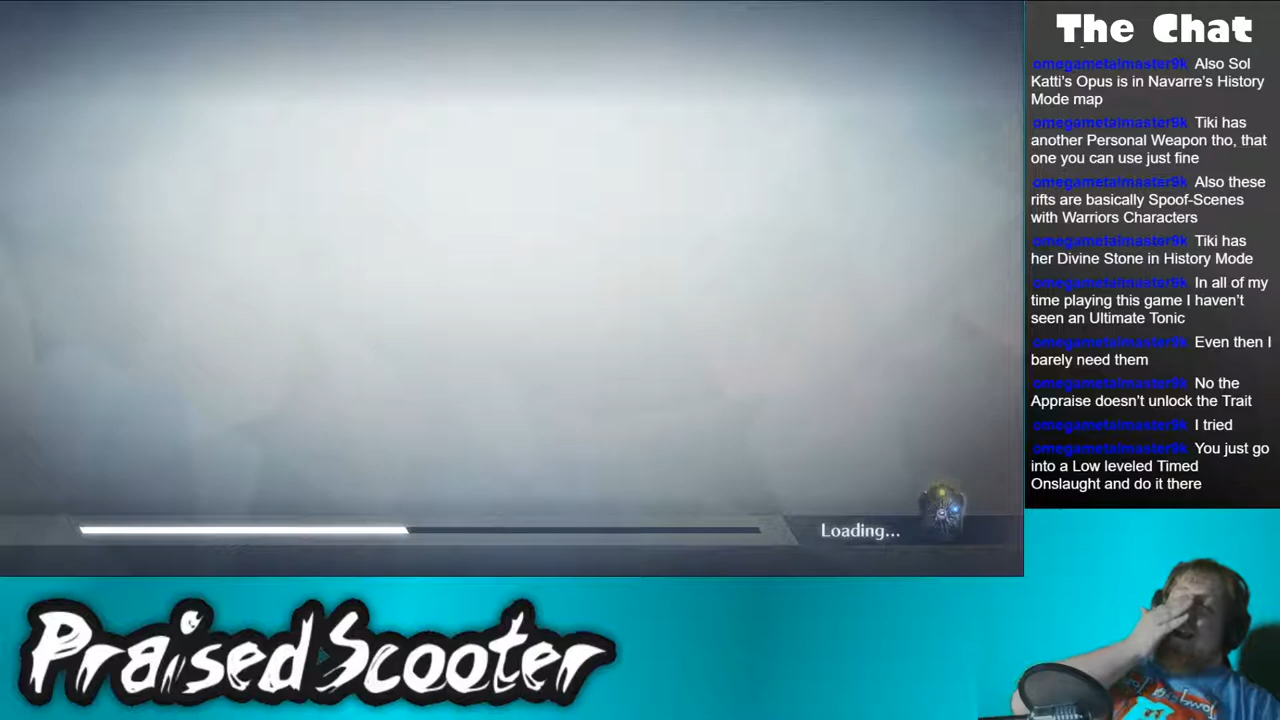 The Chat
omegametalmaster9k Also Sol
Katti's Opus is in Navarre's History
Mode map
omegametalmaster9k Tiki has
another Personal Weapon tho, that
one you can use just fine
omegametalmaster9k Also these
rifts are basically Spoof-Scenes
with Warriors Characters
omegametalmaster9k Tiki has
her Divine Stone in History Mode
omegametalmaster9k In all of my
time playing this game I haven't
seen an Ultimate Tonic
omegametalmaster9k Even then I
barely need them
omegametalmaster9k No the
Appraise doesn't unlock the Trait
omegametalmaster9k I tried
omegametalmaster9k You just go
into a Low leveled Timed
Onslaught and do it there
Loading...
PraisedScooter